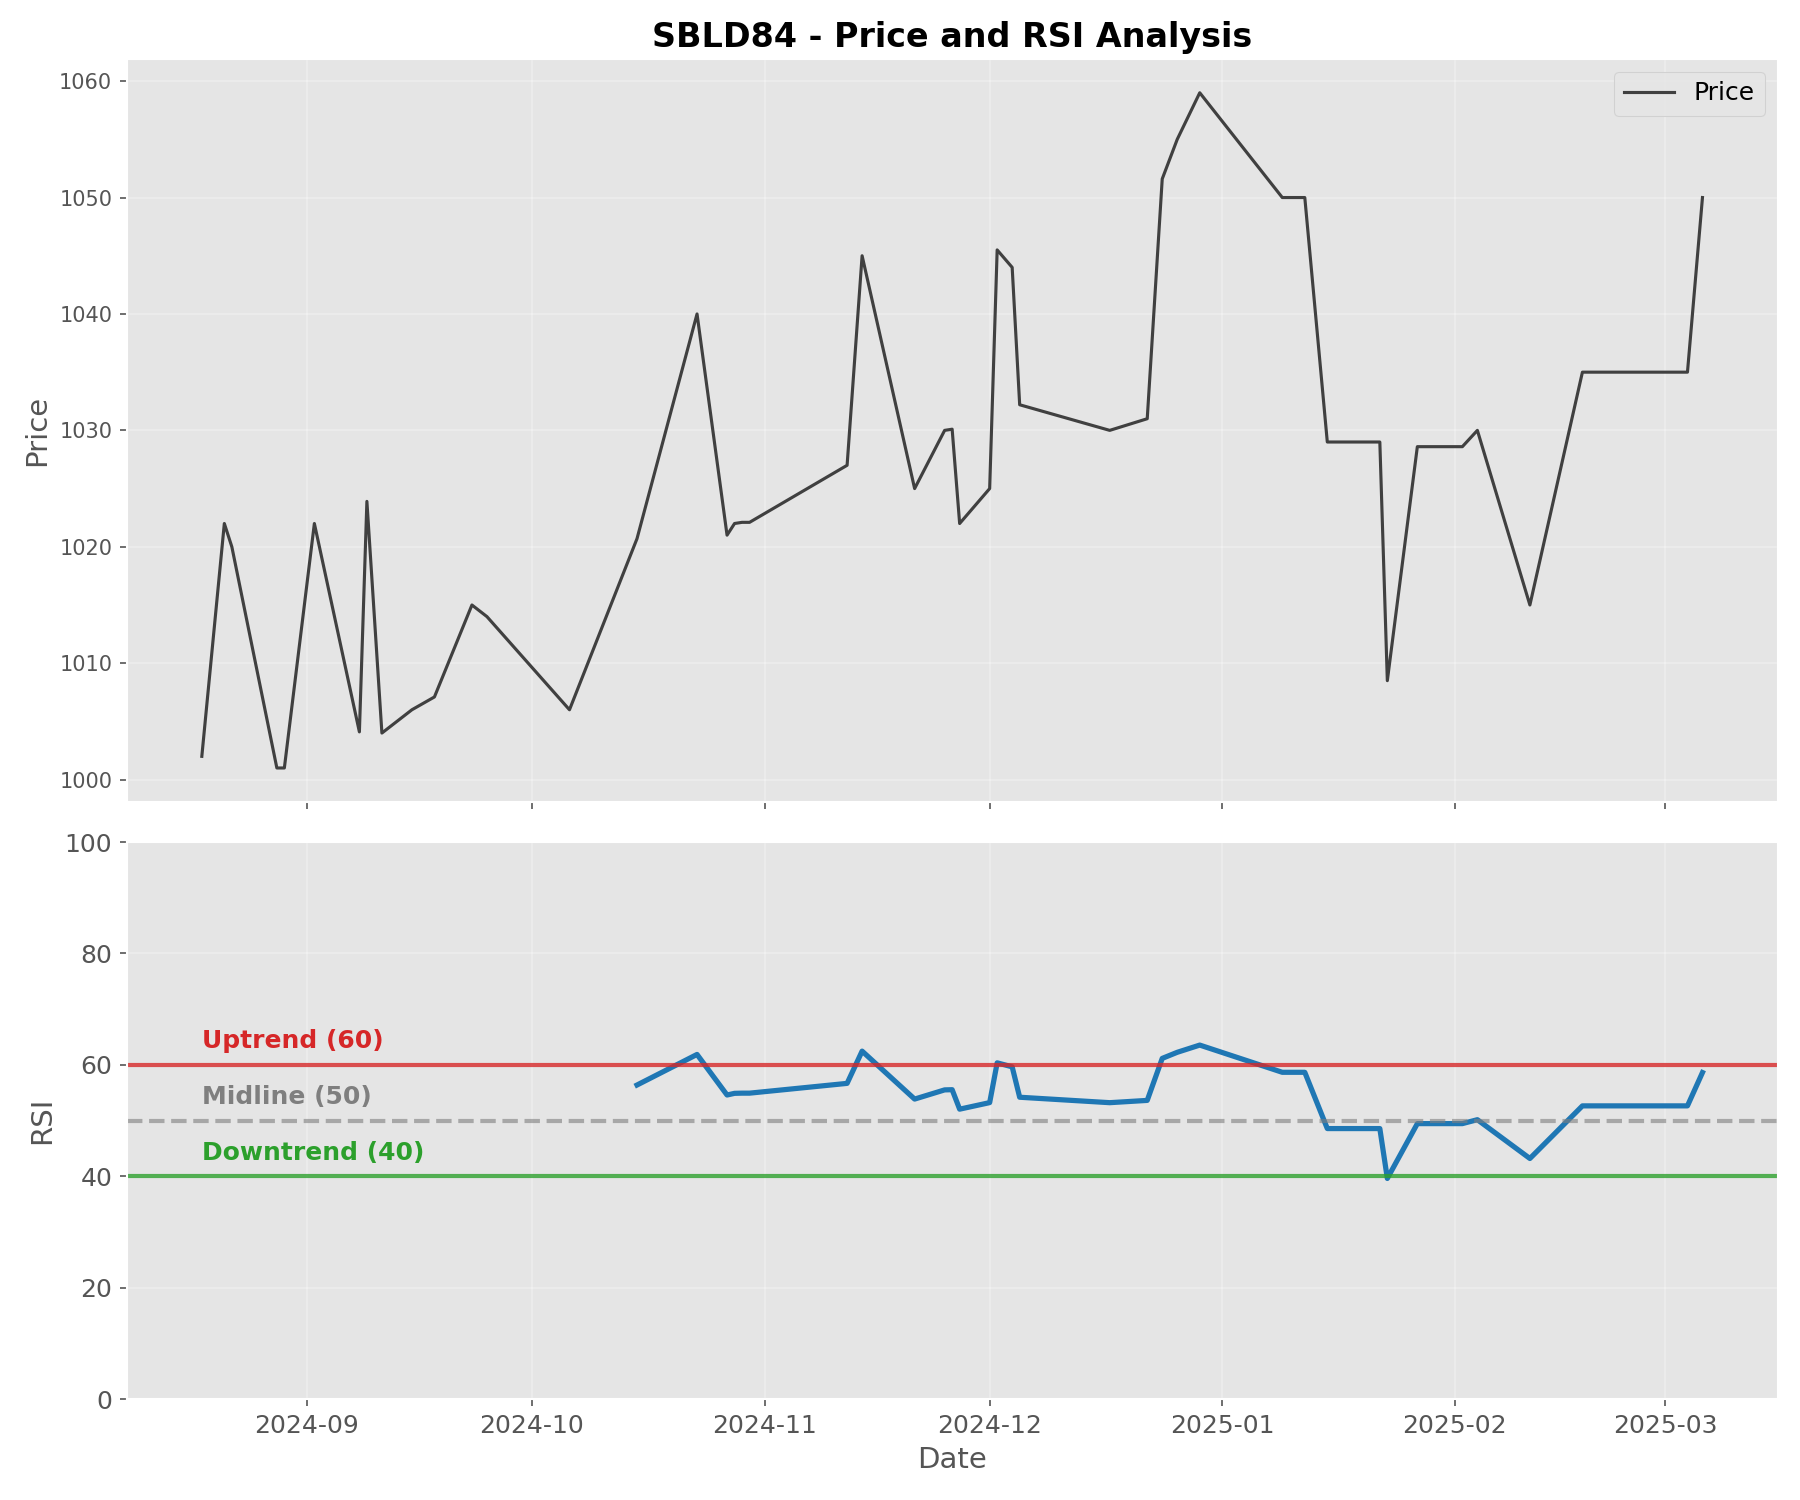 SBLD84 - Price and RSI Analysis
Price
1060
1050
1040
1030
1020
1010
1000
Price
100
80
60
40
20
0
RSI
Uptrend (60)
Midline (50)
Downtrend (40)
2024-09
2024-10
2024-11
2024-12
2025-01
2025-02
2025-03
Date